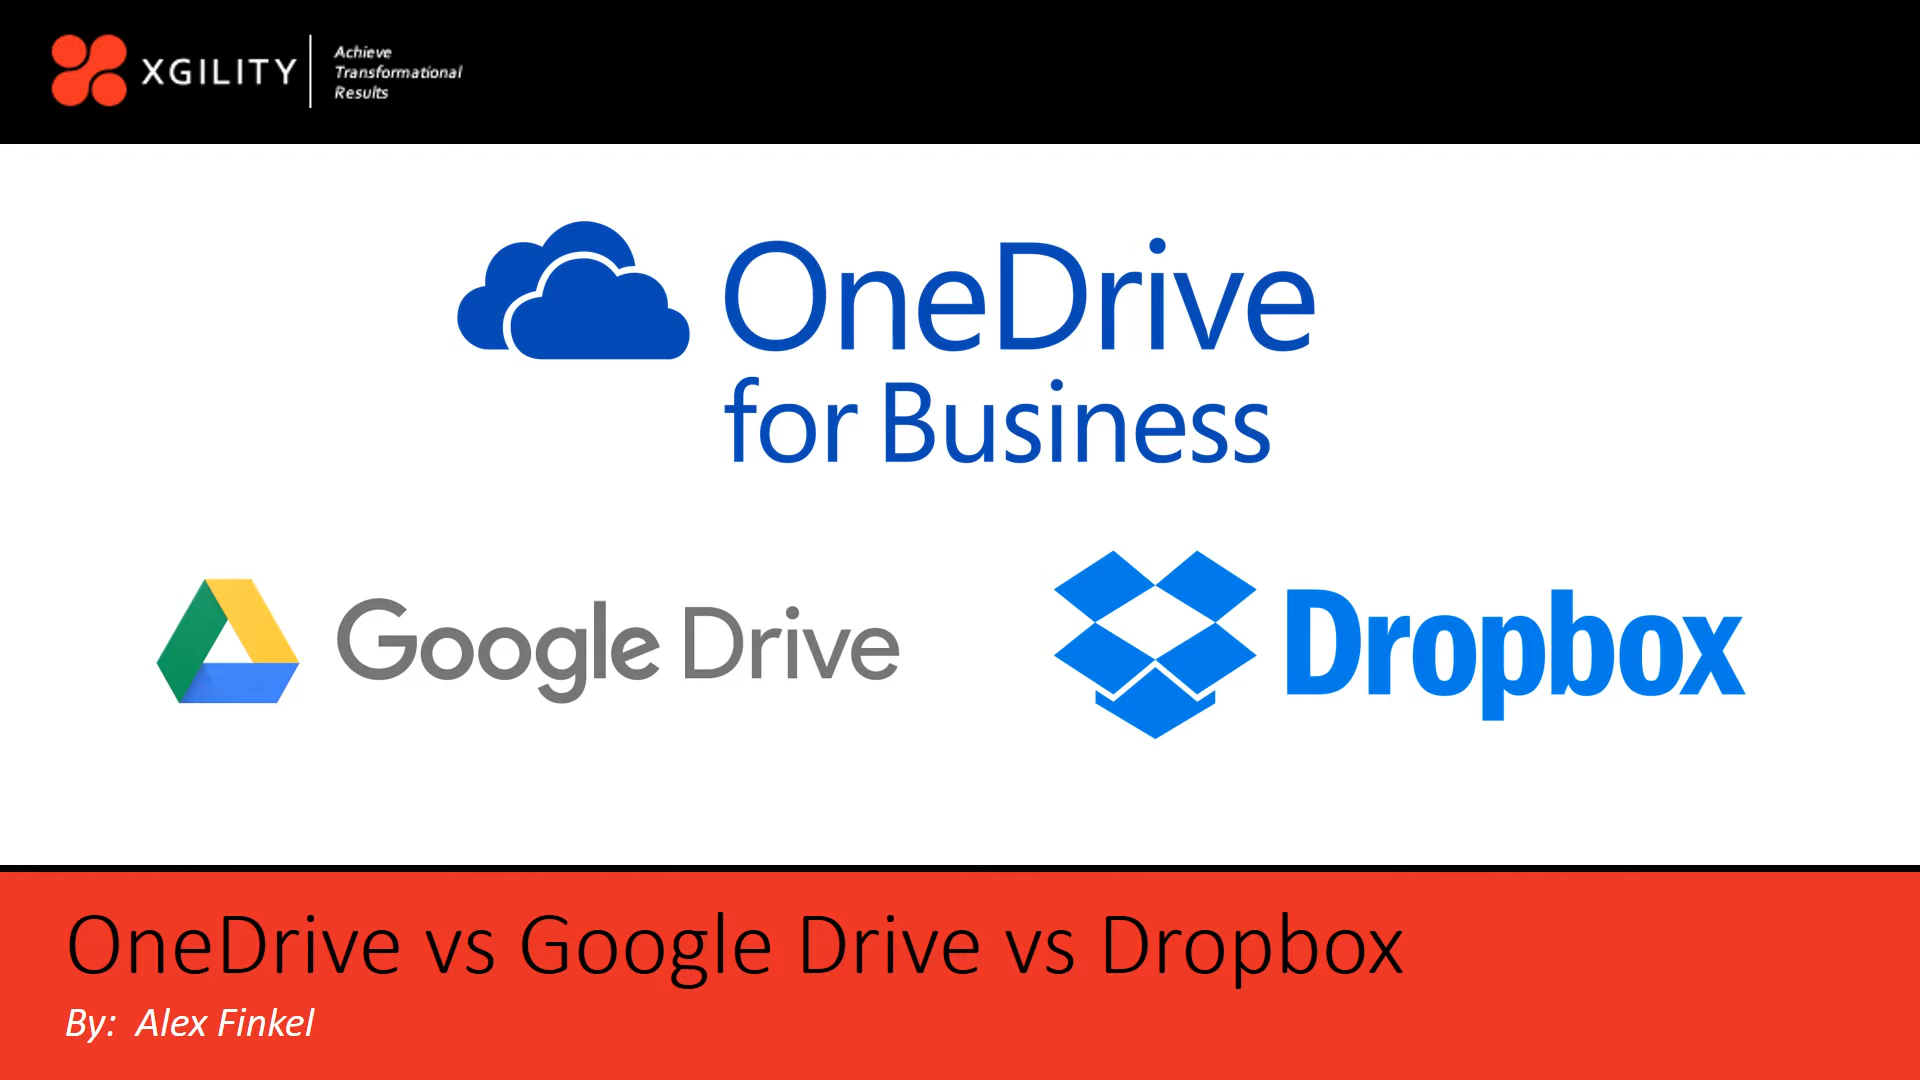 XGILITY
Achieve
Transformational
Results
OneDrive
for Business
Google Drive
Dropbox
OneDrive vs Google Drive vs Dropbox
By: Alex Finkel